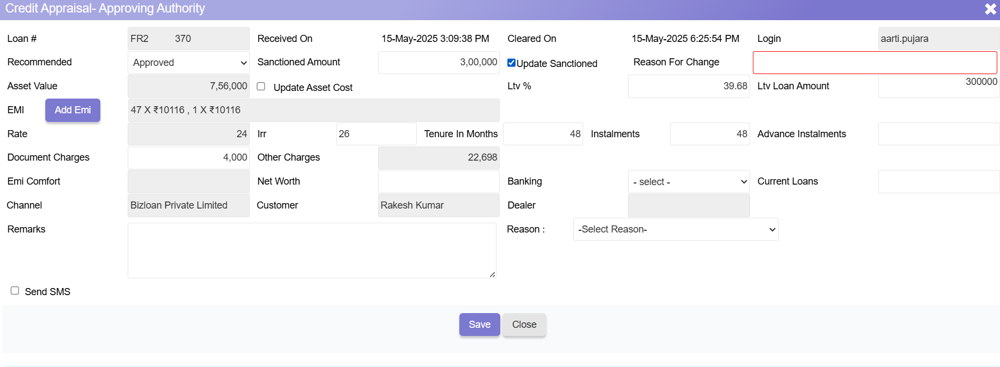 Credit Appraisal- Approving Authority
Loan # FR2 370 Received On 15-May-2025 3:09:38 PM Cleared On 15-May-2025 6:25:54 PM Login aarti.pujara
Recommended Approved Sanctioned Amount 3,00,000 Update Sanctioned Reason For Change
Asset Value 7,56,000 Update Asset Cost Ltv % 39.68 Ltv Loan Amount 300000
EMI Add Emi 47 X ₹10116 , 1 X ₹10116
Rate 24 Irr 26 Tenure In Months 48 Instalments 48 Advance Instalments
Document Charges 4,000 Other Charges 22,698
Emi Comfort Net Worth Banking - select - Current Loans
Channel Bizloan Private Limited Customer Rakesh Kumar Dealer
Remarks Reason : -Select Reason-
Send SMS
Save Close